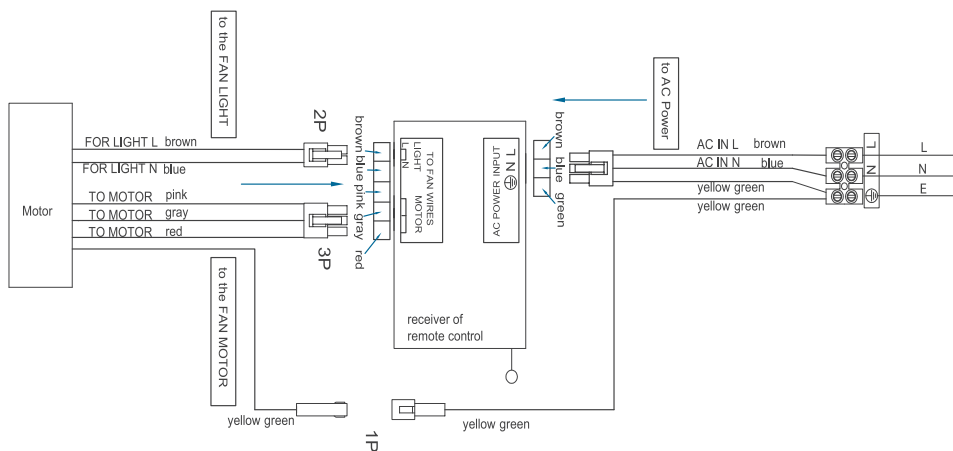 to the FAN LIGHT
to AC Power
2P
FOR LIGHT L brown
FOR LIGHT N blue
TO MOTOR pink
TO MOTOR gray
TO MOTOR red
Motor
3P
to the FAN MOTOR
brown
blue
pink
gray
red
L N
LIGHT MOTOR
TO FAN WIRES
AC POWER INPUT
N L
brown
blue
green
receiver of
remote control
AC IN L brown
AC IN N blue
yellow green
yellow green
L
N
L
N
E
yellow green
1P
yellow green